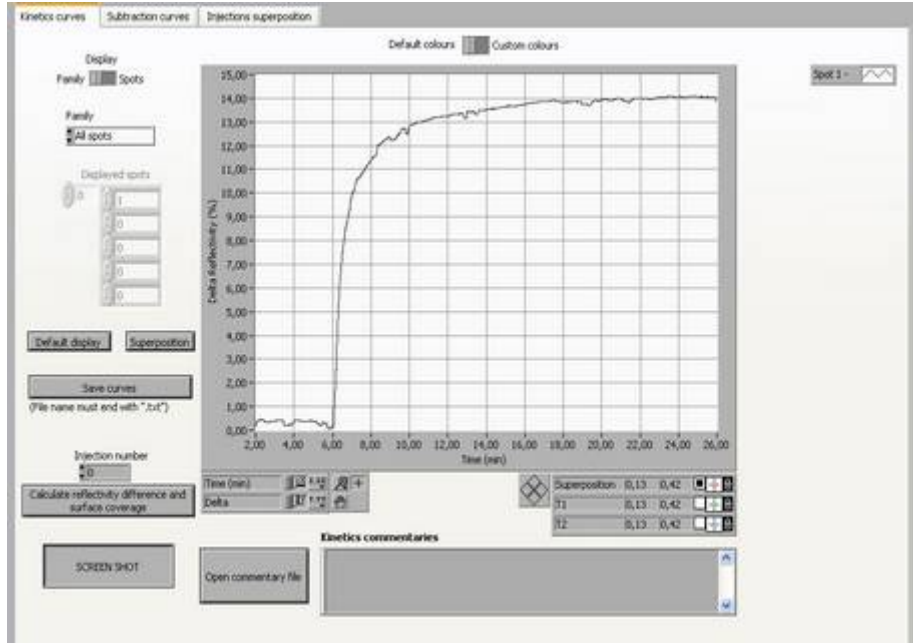 Kinetics curves Subtraction curves Injections superposition
Default colours Custom colours
Display
Family Spots
Spot 1 -
Family
All spots
Displayed spots
0
1
0
0
0
0
Default display Superposition
Save curves
(File name must end with ".txt")
Injection number
0
Calculate reflectivity difference and
surface coverage
SCREEN SHOT
Delta Reflectivity (%)
15,00
14,00
13,00
12,00
11,00
10,00
9,00
8,00
7,00
6,00
5,00
4,00
3,00
2,00
1,00
0,00
2,00 4,00 6,00 8,00 10,00 12,00 14,00 16,00 18,00 20,00 22,00 24,00 26,00
Time (min)
Time (min)
Delta
Superposition 0,13 0,42
T1 0,13 0,42
T2 0,13 0,42
Kinetics commentaries
Open commentary file